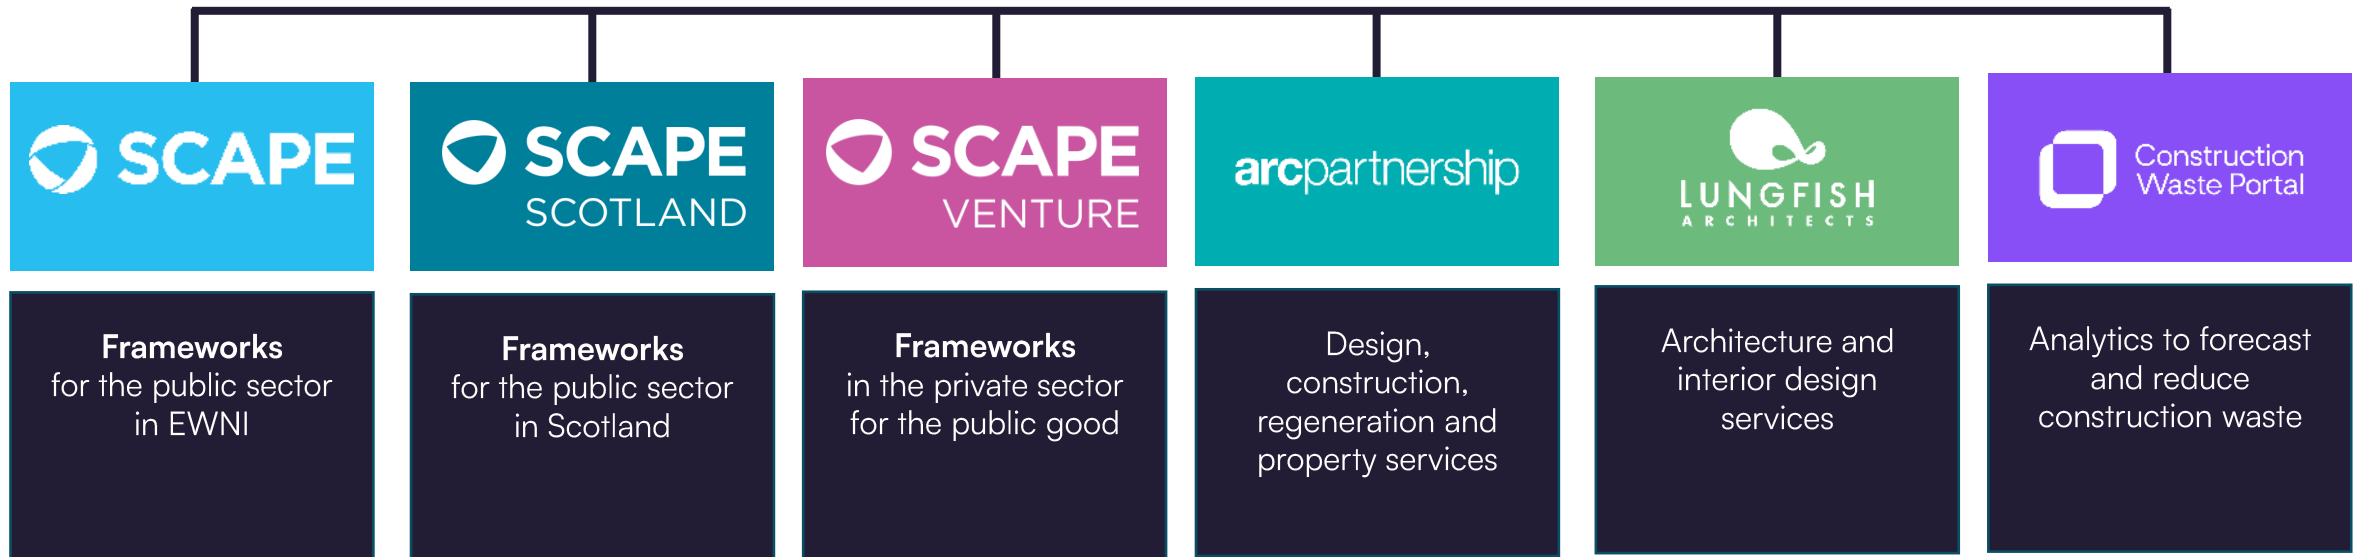 SCAPE
SCAPE
SCOTLAND
SCAPE
VENTURE
arcpartnership
LUNGFISH
ARCHITECTS
Construction
Waste Portal
Frameworks
for the public sector
in EWNI
Frameworks
for the public sector
in Scotland
Frameworks
in the private sector
for the public good
Design,
construction,
regeneration and
property services
Architecture and
interior design
services
Analytics to forecast
and reduce
construction waste